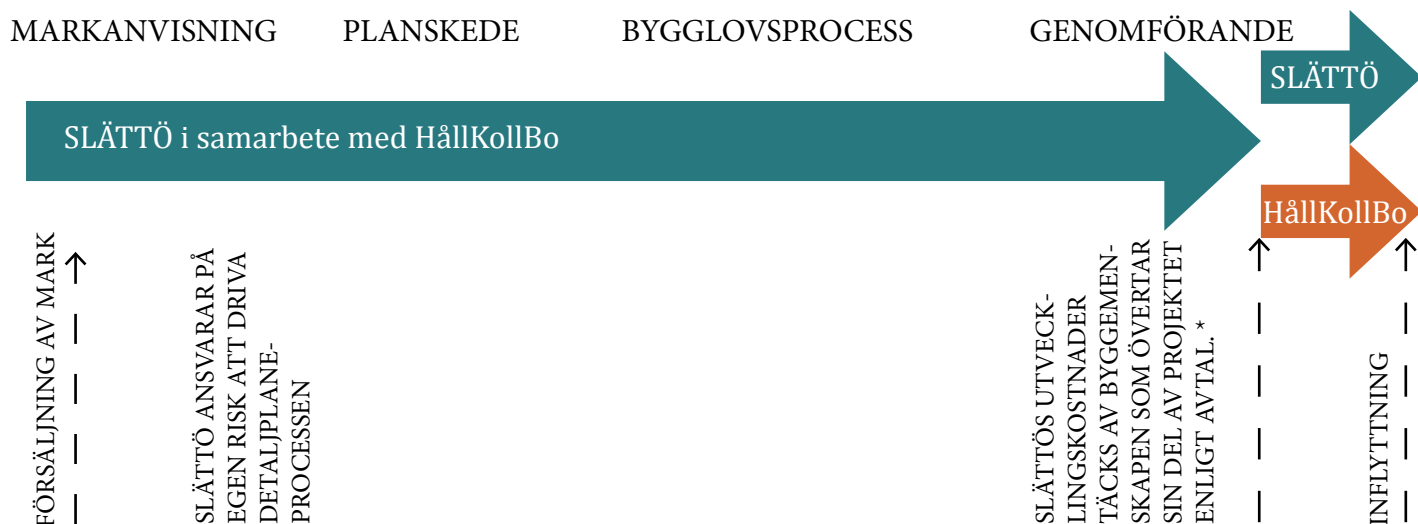 MARKANVISNING
PLANSKEDE
BYGGLOVSPROCESS
GENOMFÖRANDE
SLÄTTÖ
SLÄTTÖ i samarbete med HållKollBo
HållKollBo
FÖRSÄLJNING AV MARK
SLÄTTÖ ANSVARAR PÅ
EGEN RISK ATT DRIVA
DETALJPLANE-
PROCESSEN
SLÄTTÖS UTVECK-
LINGSKOSTNADER
TÄCKS AV BYGGEMEN-
SKAPEN SOM ÖVERTAR
SIN DEL AV PROJEKTET
ENLIGT AVTAL.*
INFLYTTNING